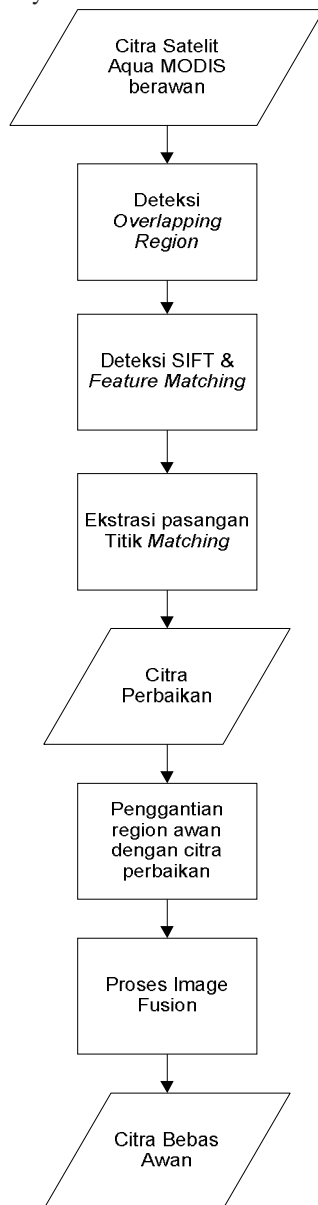 Citra Satelit
Aqua MODIS
berawan
Deteksi
Overlapping
Region
Deteksi SIFT &
Feature Matching
Ekstrasi pasangan
Titik Matching
Citra
Perbaikan
Penggantian
region awan
dengan citra
perbaikan
Proses Image
Fusion
Citra Bebas
Awan